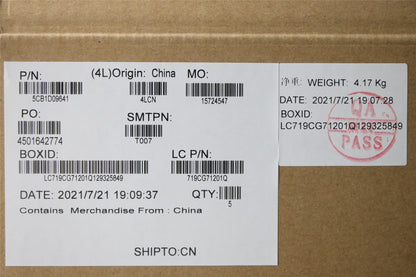 P/N:
(4L)Origin: China
MO:
5CB1D09641
4LCN
15724547
PO:
SMTPN:
4501642774
T007
BOXID:
LC P/N:
LC719CG71201Q129325849
719CG71201Q
DATE: 2021/7/21 19:09:37
QTY:
5
Contains Merchandise From : China
SHIPTO:CN
净重: WEIGHT: 4.17 Kg
DATE: 2021/7/21 19:07:28
BOXID:
LC719CG71201Q129325849
QA
PASS